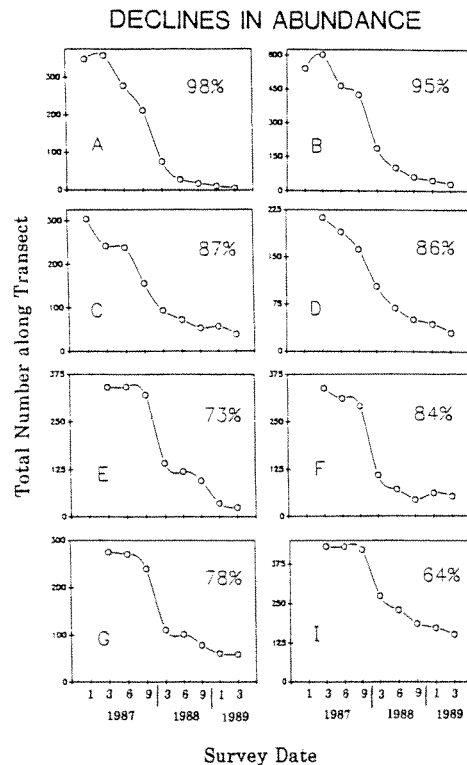 DECLINES IN ABUNDANCE
Total Number along Transect
300
200
100
0
A
98%
600
450
300
150
0
B
95%
300
200
100
0
C
87%
225
150
75
0
D
86%
375
250
125
0
E
73%
375
250
125
0
F
84%
300
200
100
0
G
78%
375
250
125
0
I
64%
1 3 6 9 3 6 9 1 3
1987 1988 1989
1 3 6 9 3 6 9 1 3
1987 1988 1989
Survey Date